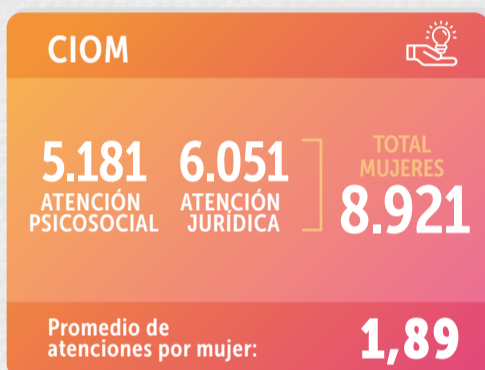 CIOM
5.181
ATENCIÓN
PSICOSOCIAL
6.051
ATENCIÓN
JURÍDICA
TOTAL
MUJERES
8.921
Promedio de
atenciones por mujer:
1,89